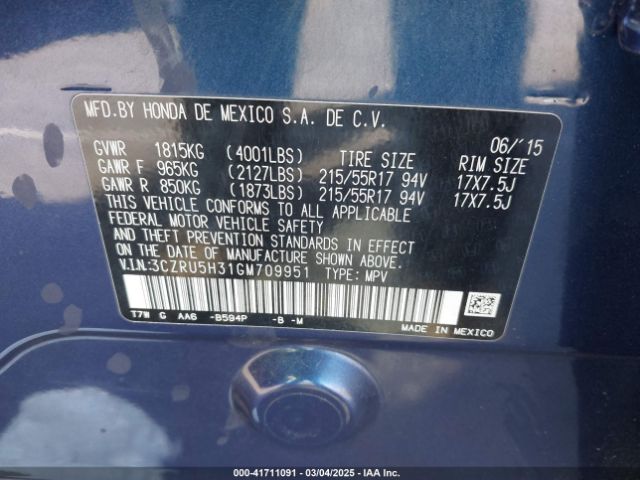 MFD.BY HONDA DE MEXICO S.A. DE C.V.
06/'15
GVWR 1815KG (4001LBS) TIRE SIZE RIM SIZE
GAWR F 965KG (2127LBS) 215/55R17 94V 17X7.5J
GAWR R 850KG (1873LBS) 215/55R17 94V 17X7.5J
THIS VEHICLE CONFORMS TO ALL APPLICABLE
FEDERAL MOTOR VEHICLE SAFETY
AND THEFT PREVENTION STANDARDS IN EFFECT
ON THE DATE OF MANUFACTURE SHOWN ABOVE.
V.I.N.:3CZRU5H31GM709951 TYPE: MPV
T7W G AA6 -B594P -B -M
MADE IN MEXICO
000-41711091 - 03/04/2025 - IAA Inc.